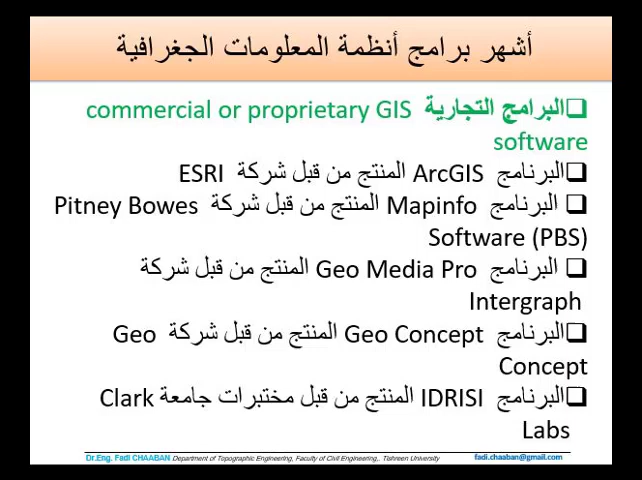 أشهر برامج أنظمة المعلومات الجغرافية
❑البرامج التجارية commercial or proprietary GIS
software
❑البرنامج ArcGIS المنتج من قبل شركة ESRI
❑ البرنامج Mapinfo المنتج من قبل شركة Pitney Bowes
Software (PBS)
❑ البرنامج Geo Media Pro المنتج من قبل شركة
Intergraph
❑البرنامج Geo Concept المنتج من قبل شركة Geo
Concept
❑البرنامج IDRISI المنتج من قبل مختبرات جامعة Clark
Labs
Dr.Eng. Fadi CHAABAN Department of Topographic Engineering, Faculty of Civil Engineering,. Tishreen University fadi.chaaban@gmail.com